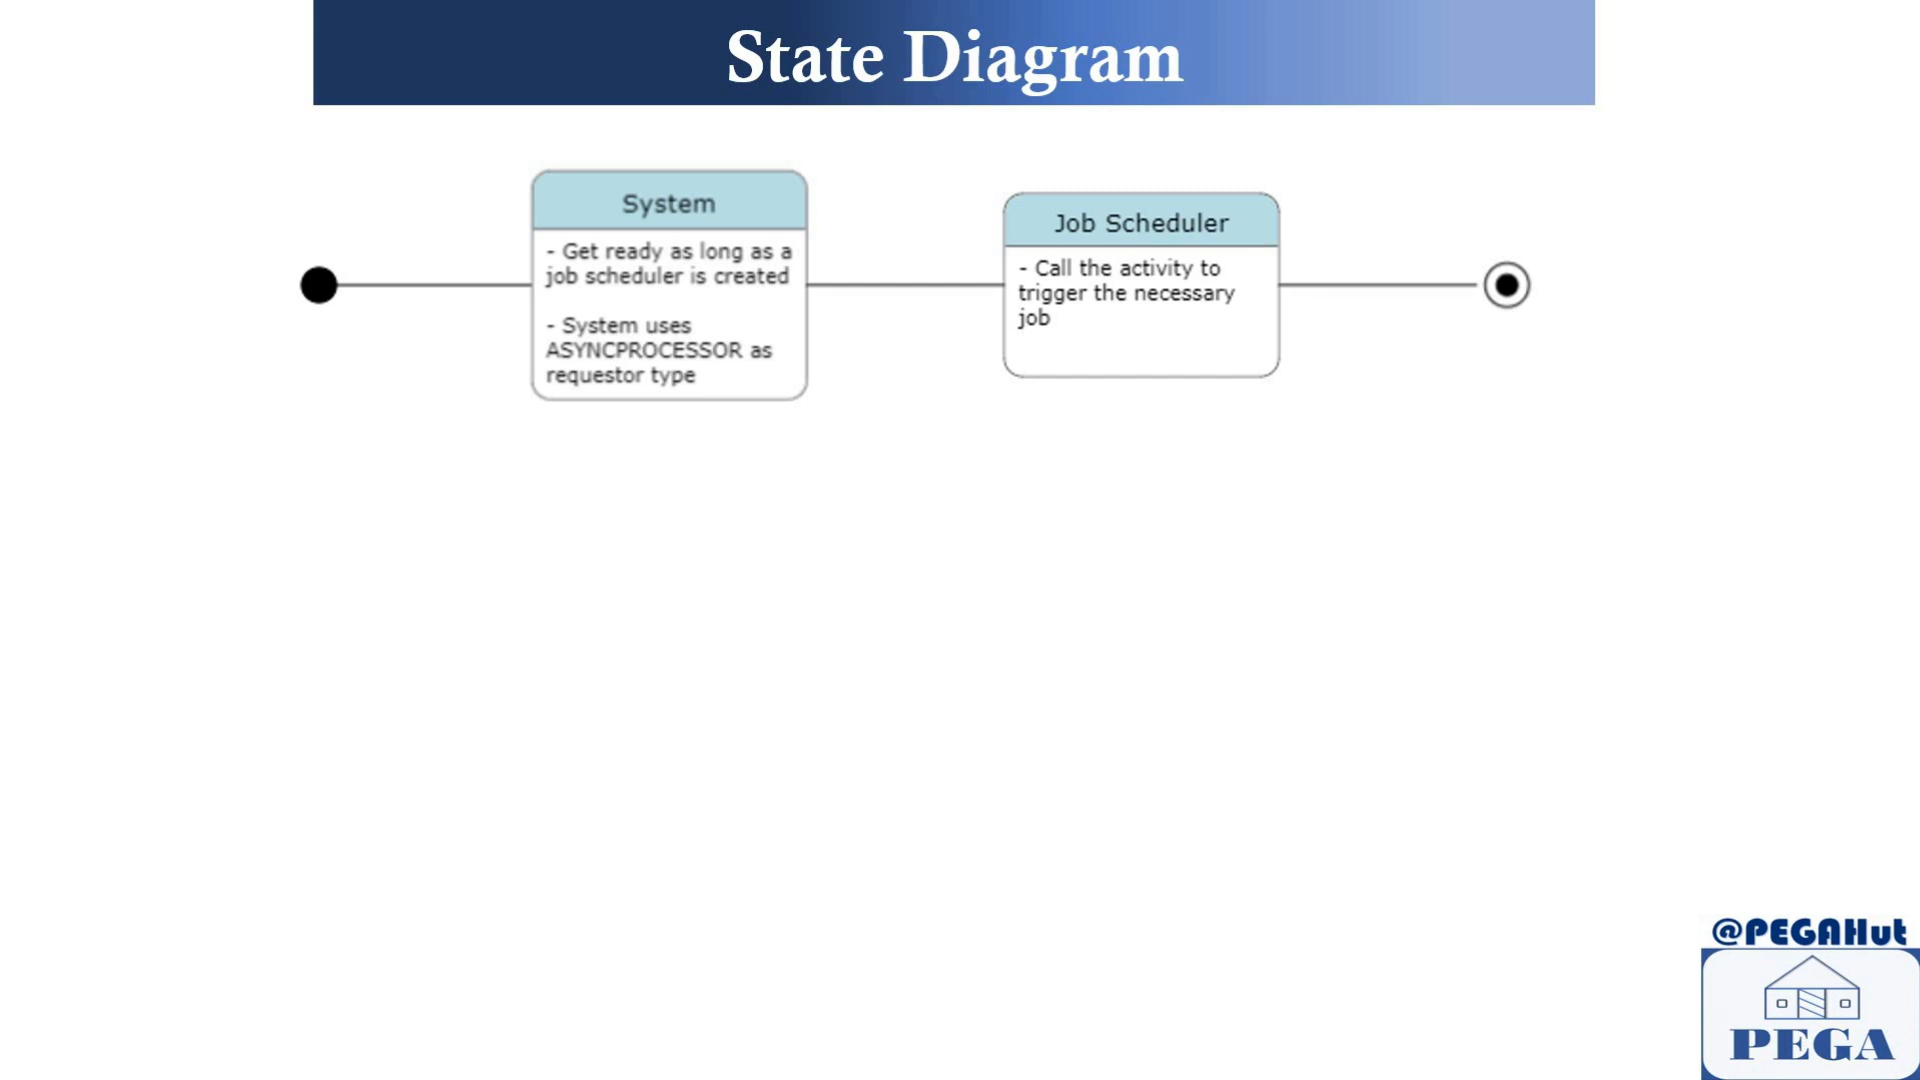 State Diagram
System
- Get ready as long as a
job scheduler is created
- System uses
ASYNCPROCESSOR as
requestor type
Job Scheduler
- Call the activity to
trigger the necessary
job
@PEGAHut
PEGA